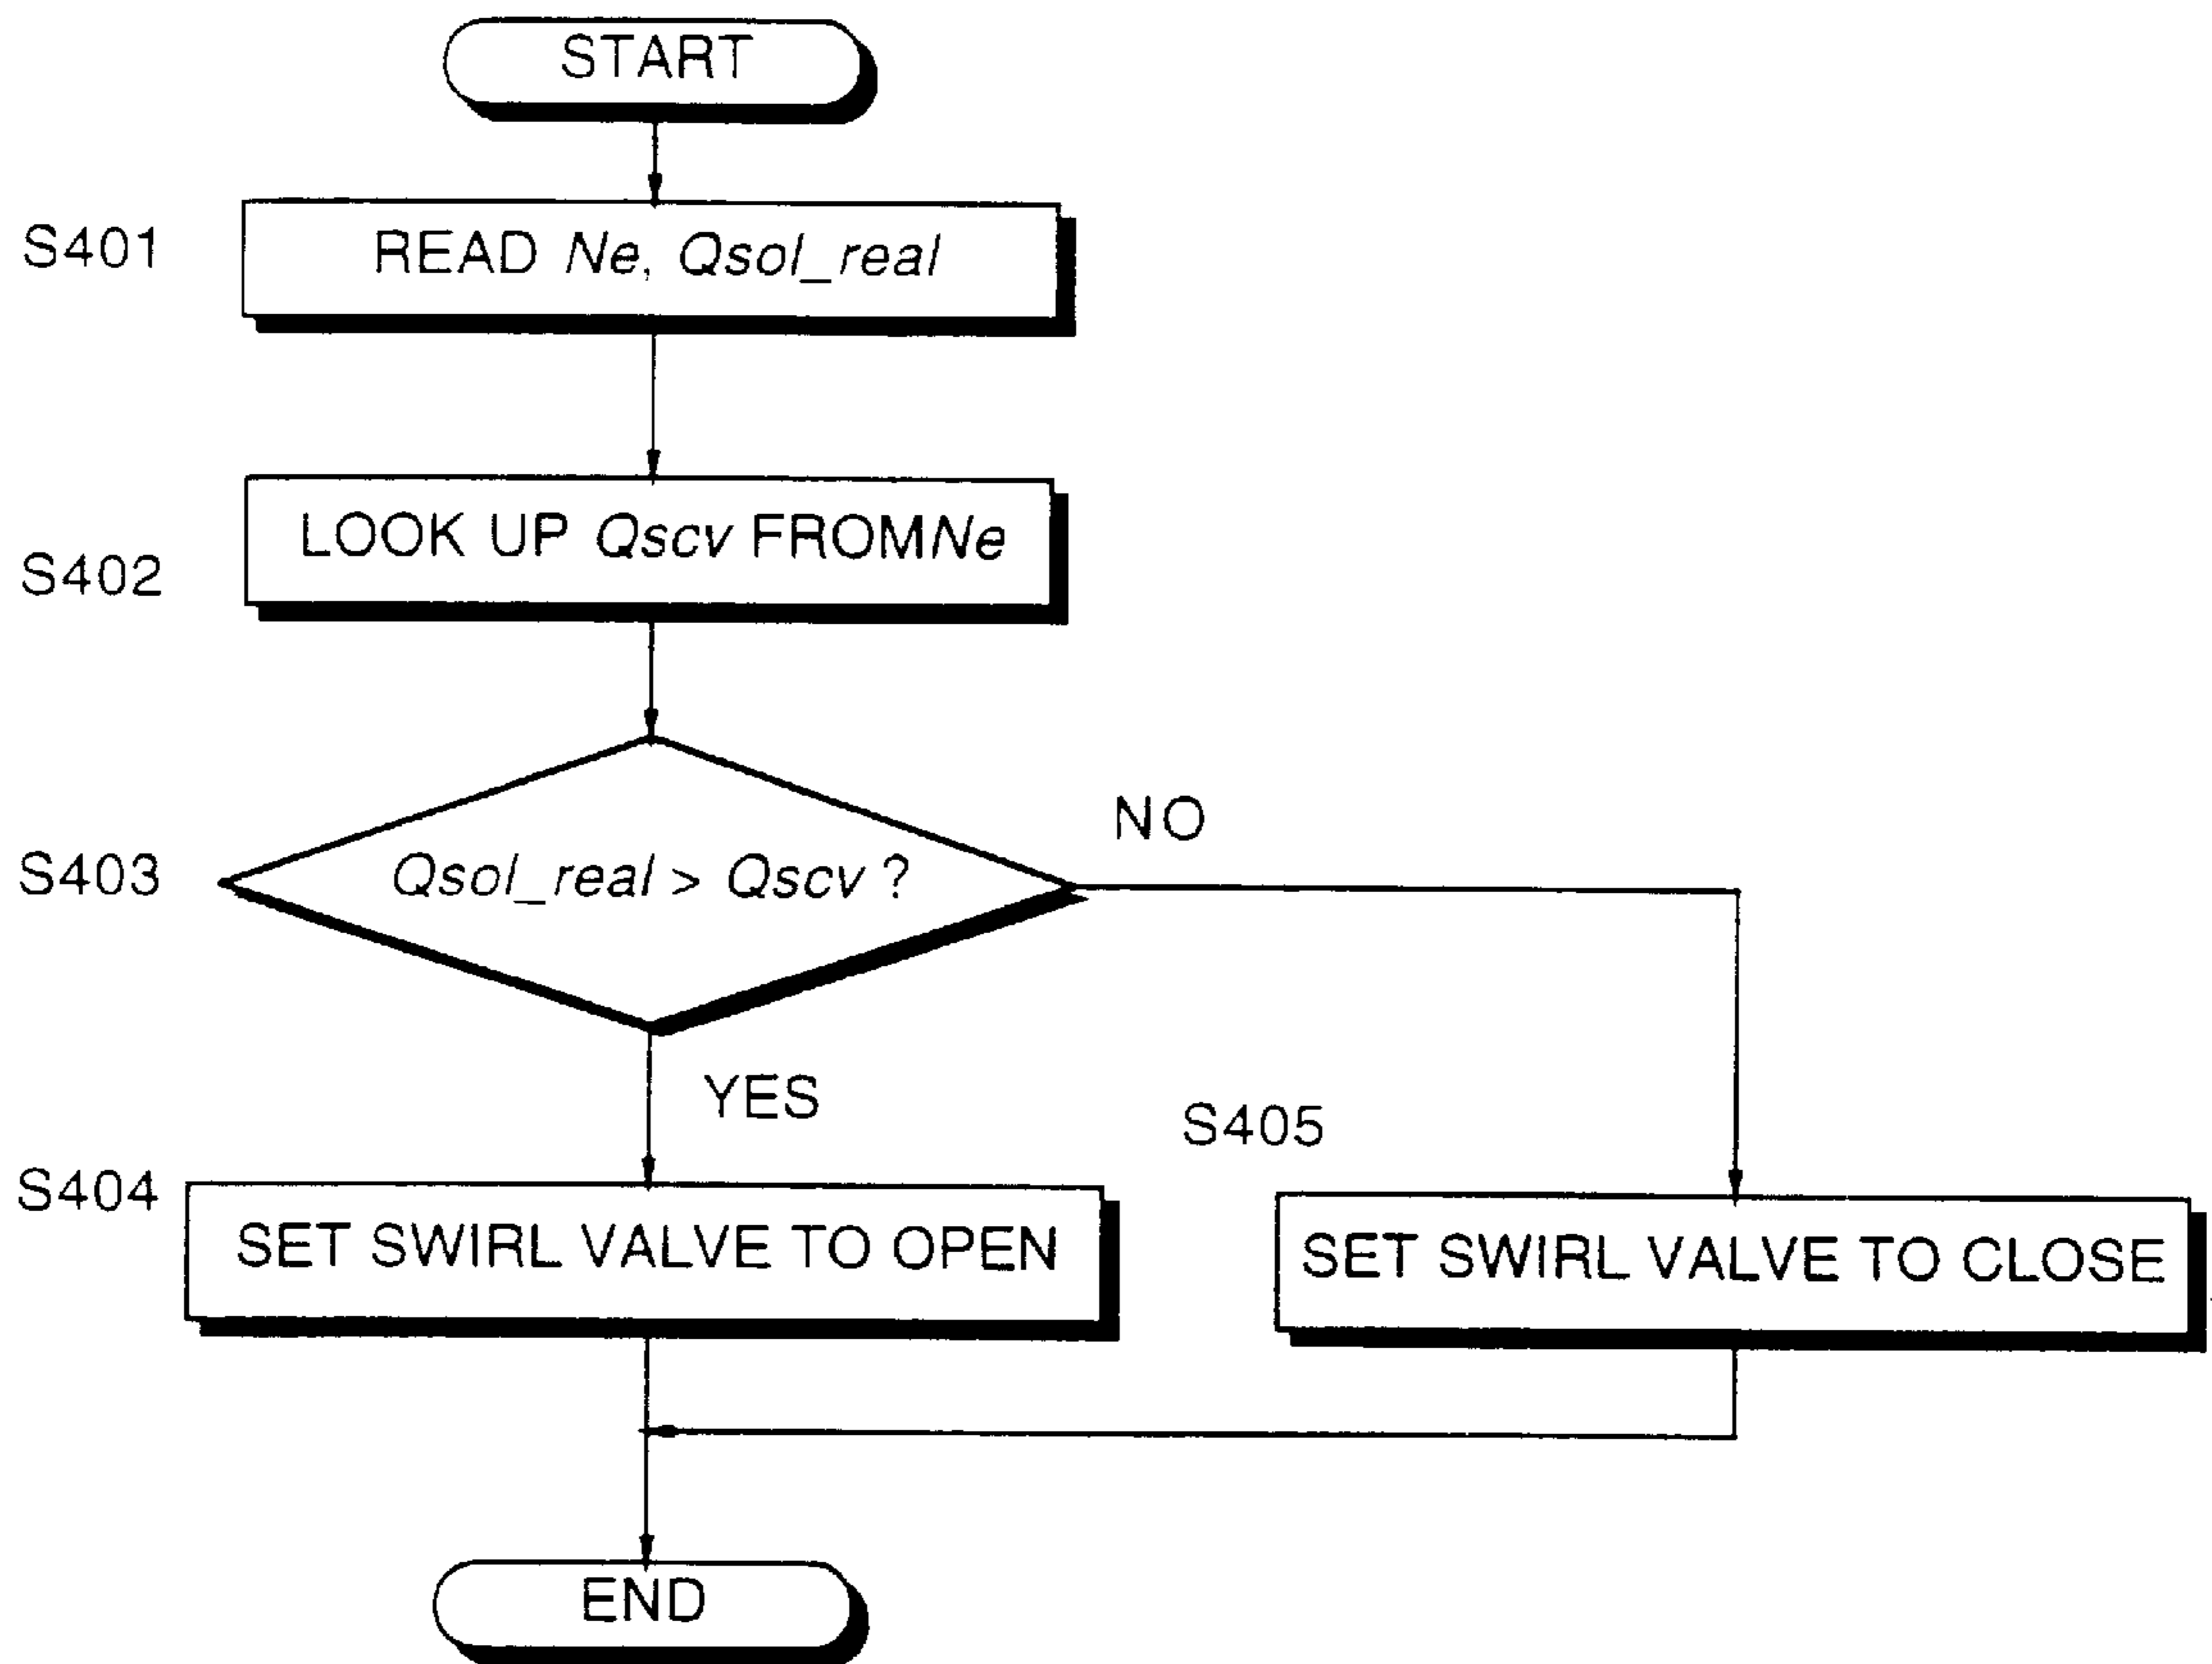 START
S401
READ Ne, Qsol_real
S402
LOOK UP Qscv FROMNe
S403
Qsol_real > Qscv ?
NO
YES
S404
SET SWIRL VALVE TO OPEN
S405
SET SWIRL VALVE TO CLOSE
END